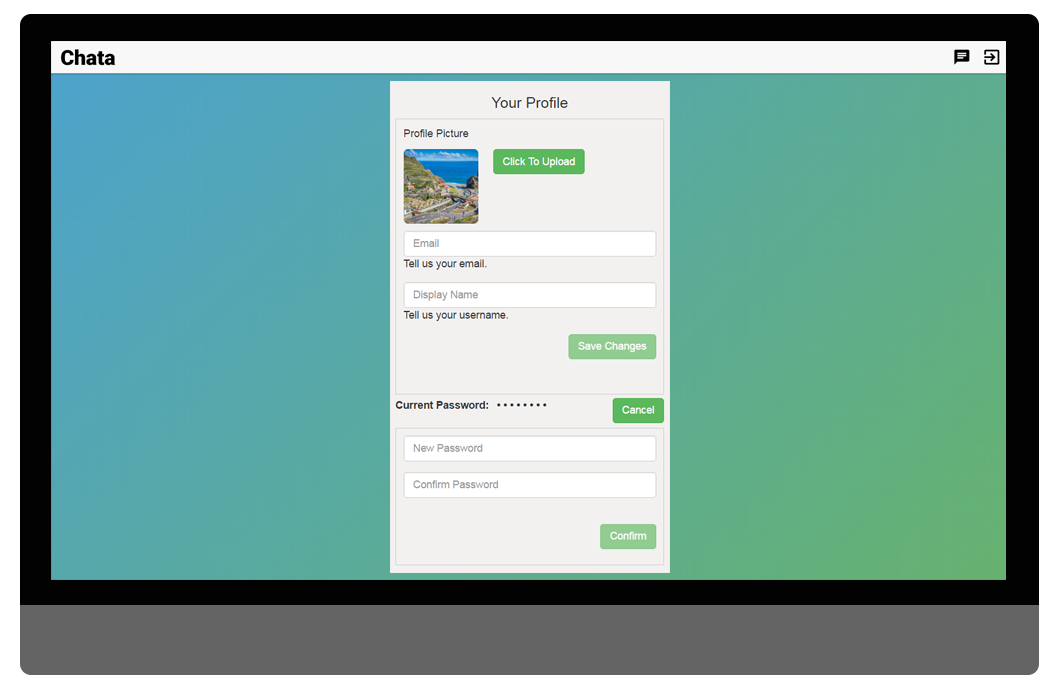 Chata
Your Profile
Profile Picture
Click To Upload
Email
Tell us your email.
Display Name
Tell us your username.
Save Changes
Current Password: • • • • • • • •
Cancel
New Password
Confirm Password
Confirm